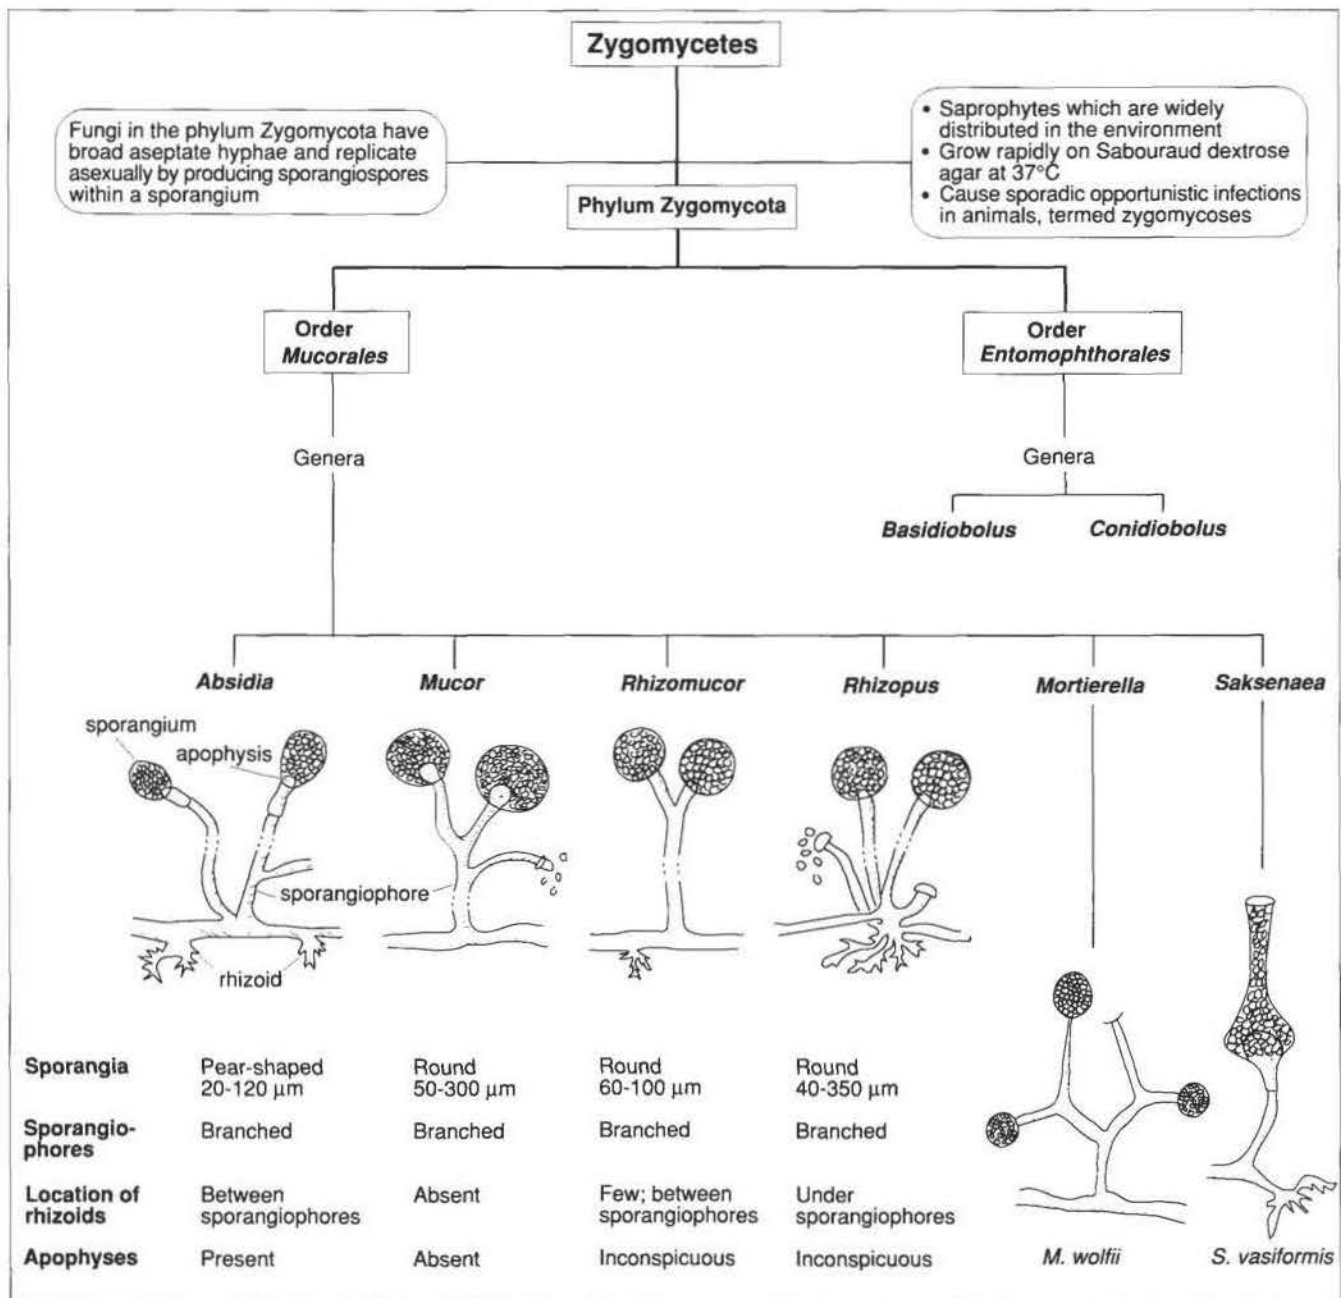 Zygomycetes
Fungi in the phylum Zygomycota have
broad aseptate hyphae and replicate
asexually by producing sporangiospores
within a sporangium
• Saprophytes which are widely
distributed in the environment
• Grow rapidly on Sabouraud dextrose
agar at 37°C
• Cause sporadic opportunistic infections
in animals, termed zygomycoses
Phylum Zygomycota
Order
Mucorales
Order
Entomophthorales
Genera
Genera
Basidiobolus
Conidiobolus
Absidia
Mucor
Rhizomucor
Rhizopus
Mortierella
Saksenaea
sporangium
apophysis
sporangiophore
rhizoid
Sporangia
Pear-shaped
20-120 µm
Round
50-300 µm
Round
60-100 µm
Round
40-350 µm
Sporangio-
phores
Branched
Branched
Branched
Branched
Location of
rhizoids
Between
sporangiophores
Absent
Few; between
sporangiophores
Under
sporangiophores
Apophyses
Present
Absent
Inconspicuous
Inconspicuous
M. wolfii
S. vasiformis